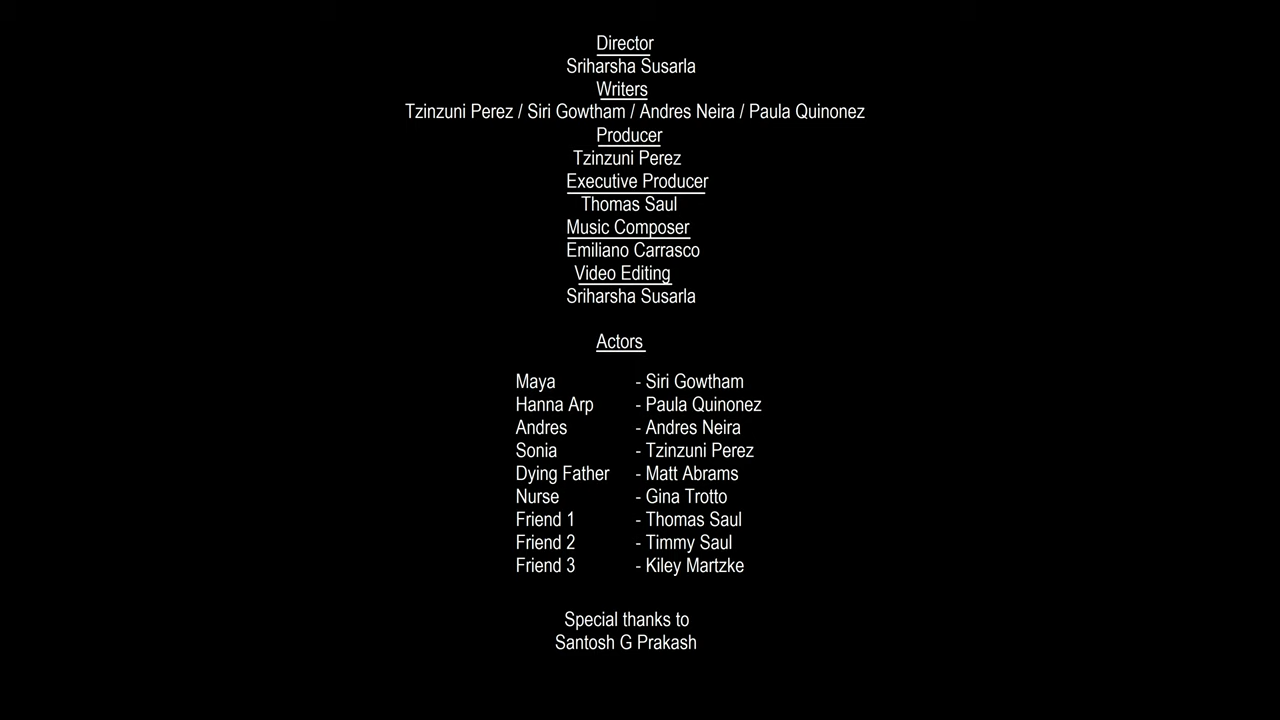 Director
Sriharsha Susarla
Writers
Tzinzuni Perez / Siri Gowtham / Andres Neira / Paula Quinonez
Producer
Tzinzuni Perez
Executive Producer
Thomas Saul
Music Composer
Emiliano Carrasco
Video Editing
Sriharsha Susarla
Actors
Maya - Siri Gowtham
Hanna Arp - Paula Quinonez
Andres - Andres Neira
Sonia - Tzinzuni Perez
Dying Father - Matt Abrams
Nurse - Gina Trotto
Friend 1 - Thomas Saul
Friend 2 - Timmy Saul
Friend 3 - Kiley Martzke
Special thanks to
Santosh G Prakash